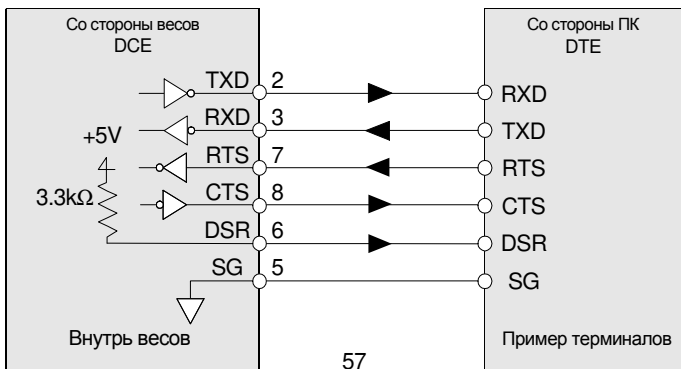 Со стороны весов
DCE
Со стороны ПК
DTE
TXD 2 RXD
RXD 3 TXD
+5V
RTS 7 RTS
3.3kΩ
CTS 8 CTS
DSR 6 DSR
SG 5 SG
Внутрь весов
Пример терминалов
57